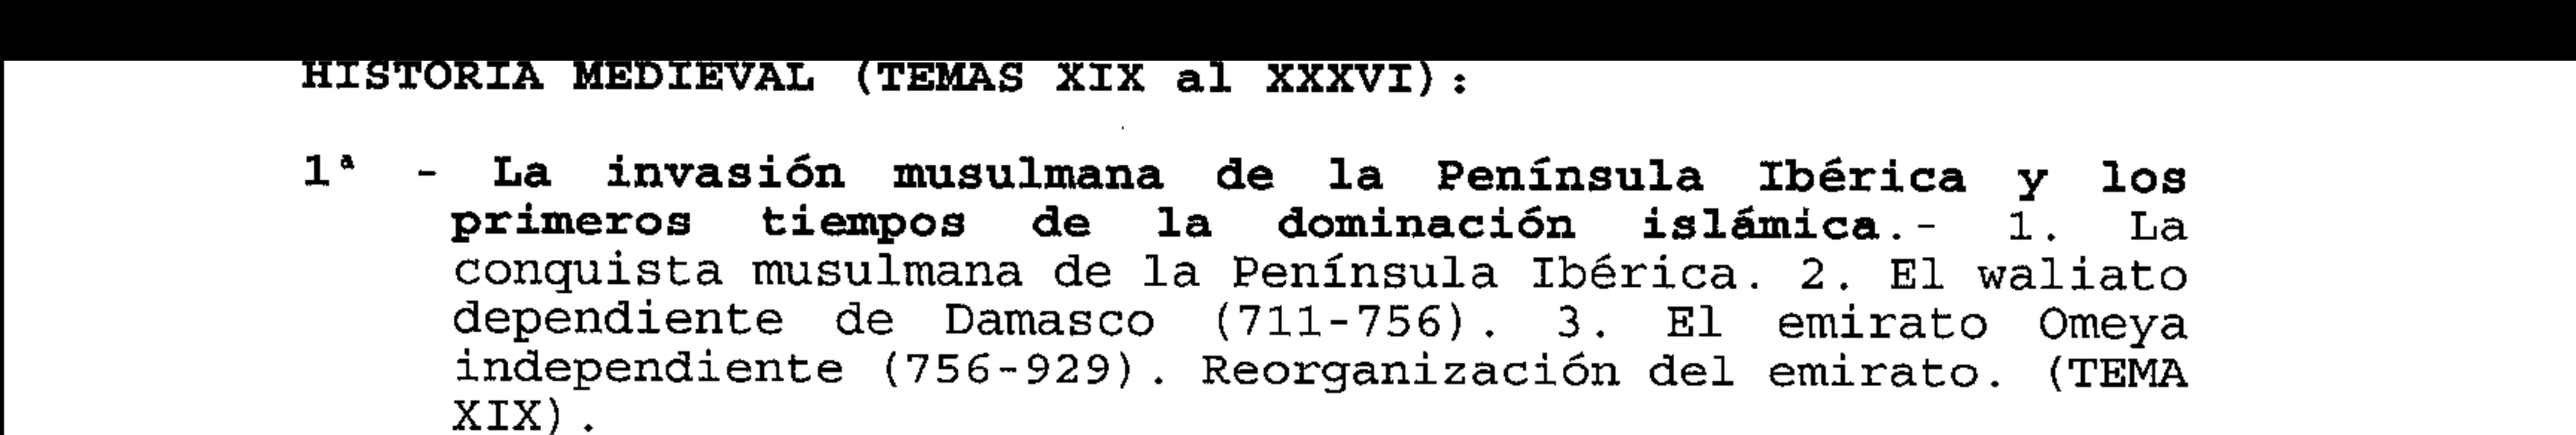 HISTORIA MEDIEVAL (TEMAS XIX al XXXVI):
1ª - La invasión musulmana de la Península Ibérica y los
primeros tiempos de la dominación islámica.- 1. La
conquista musulmana de la Península Ibérica. 2. El waliato
dependiente de Damasco (711-756). 3. El emirato Omeya
independiente (756-929). Reorganización del emirato. (TEMA
XIX).